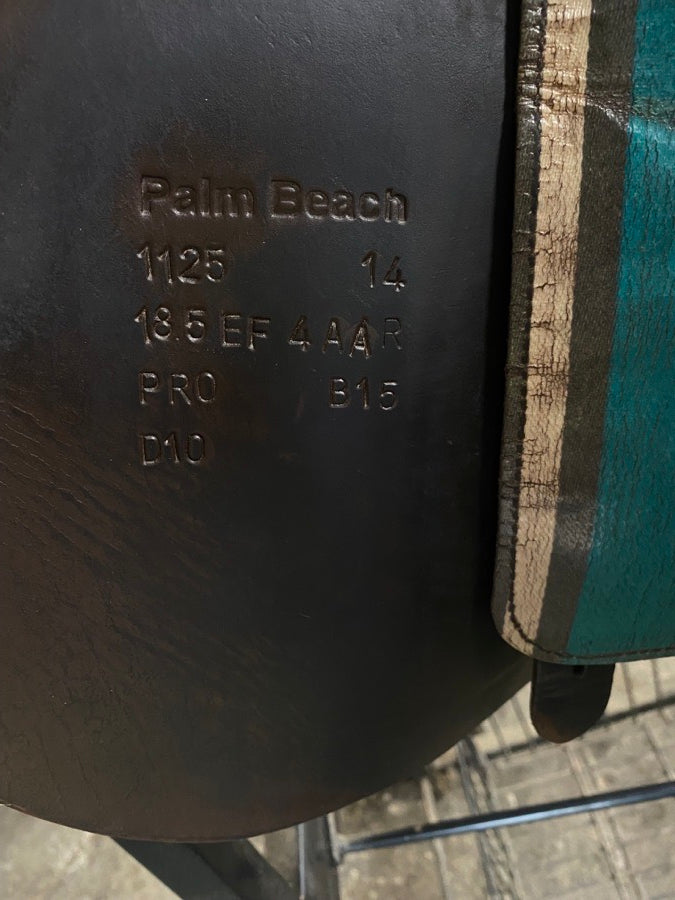 Palm Beach
1125 14
18.5 EF 4AAR
PRO B15
D10